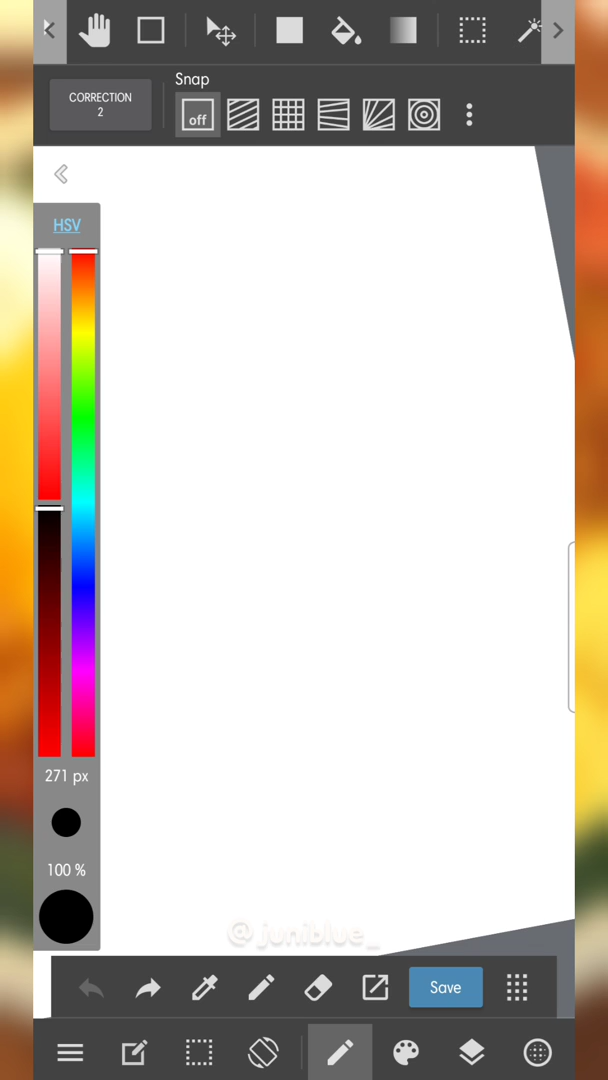 CORRECTION
2
Snap
off
HSV
271 px
100 %
@juniblue_
Save